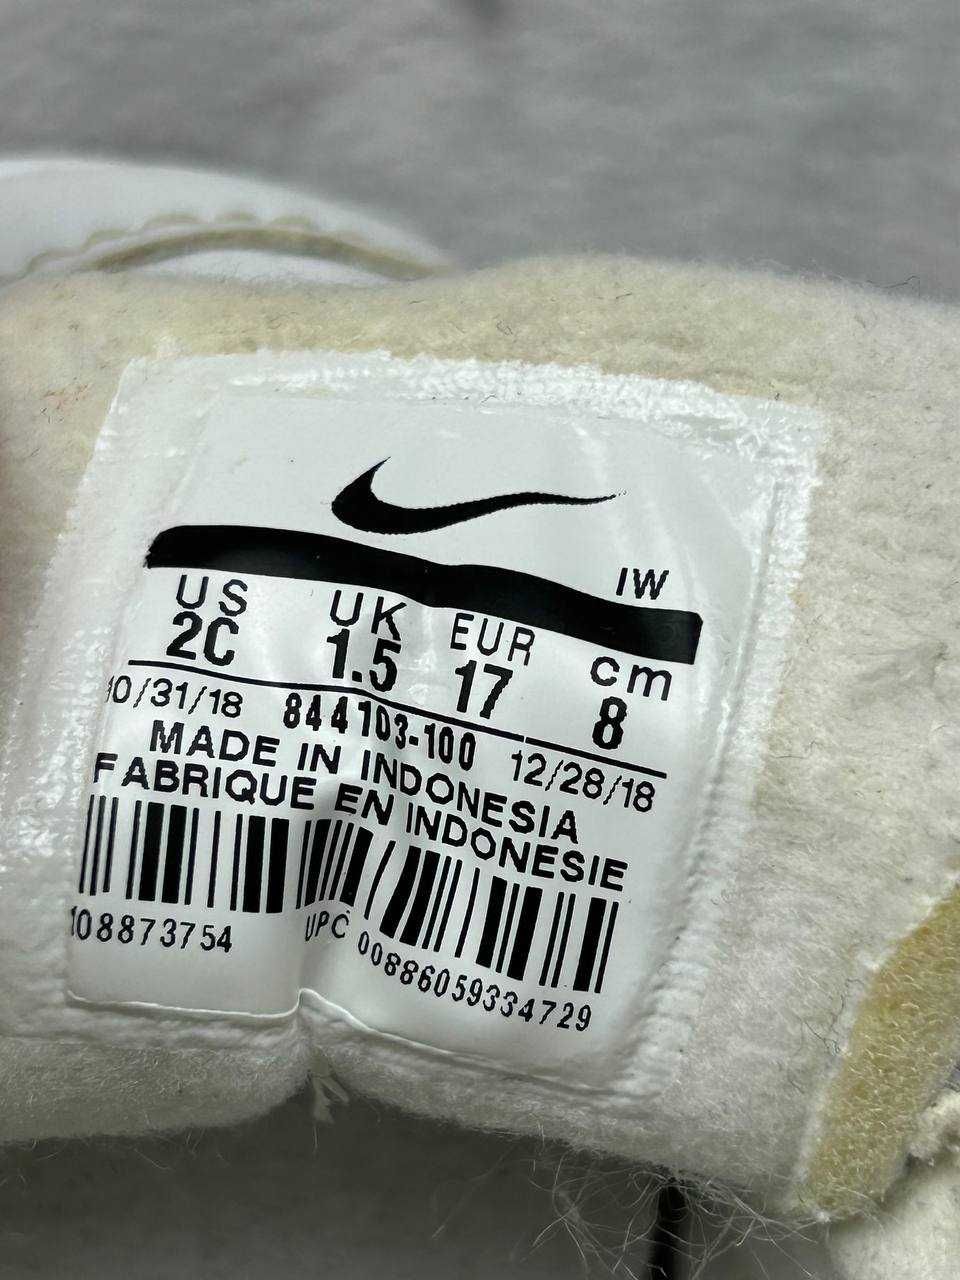 IW
US UK EUR cm
2C 1.5 17 8
10/31/18 844103-100 12/28/18
MADE IN INDONESIA
FABRIQUE EN INDONESIE
108873754 UPC 00886059334729